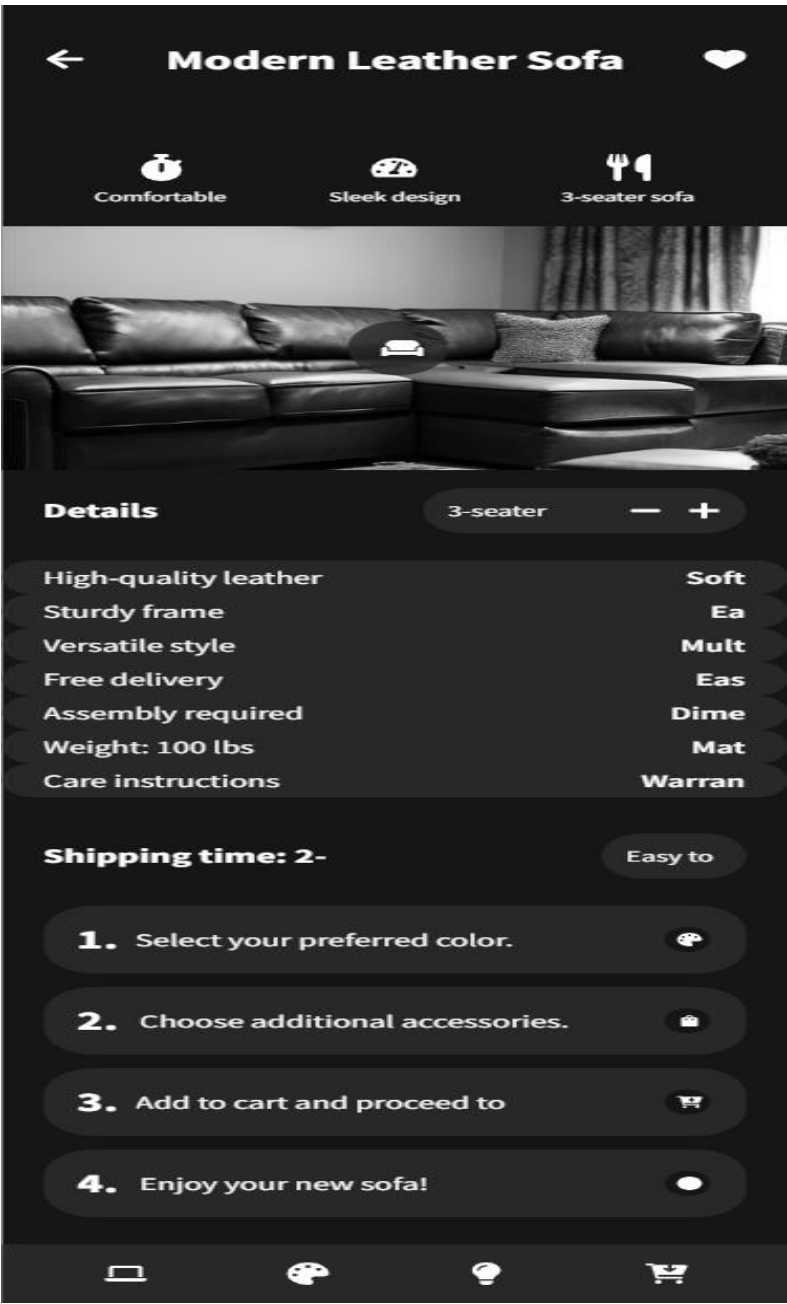 Modern Leather Sofa
Comfortable
Sleek design
3-seater sofa
Details
3-seater
High-quality leather
Soft
Sturdy frame
Ea
Versatile style
Mult
Free delivery
Eas
Assembly required
Dime
Weight: 100 lbs
Mat
Care instructions
Warran
Shipping time: 2-
Easy to
1. Select your preferred color.
2. Choose additional accessories.
3. Add to cart and proceed to
4. Enjoy your new sofa!